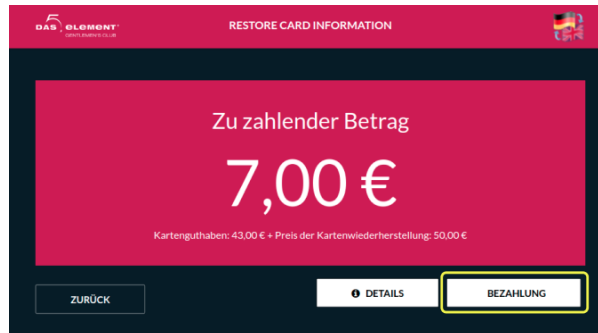 DAS 5 ELEMENT
GENTLEMEN'S CLUB
RESTORE CARD INFORMATION
Zu zahlender Betrag
7,00 €
Kartenguthaben: 43,00 € + Preis der Kartenwiederherstellung: 50,00 €
ZURÜCK
DETAILS
BEZAHLUNG